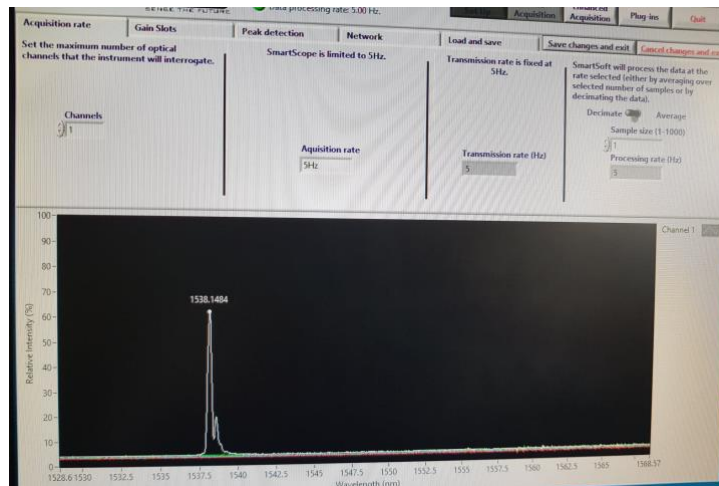 SENSE THE FUTURE
Data processing rate: 5.00 Hz.
Acquisition
Acquisition
Plug-ins
Quit
Acquisition rate
Gain Slots
Peak detection
Network
Load and save
Save changes and exit
Cancel changes and
Set the maximum number of optical
channels that the instrument will interrogate.
Channels
1
SmartScope is limited to 5Hz.
Aquisition rate
5Hz
Transmission rate is fixed at
5Hz.
Transmission rate (Hz)
5
SmartSoft will process the data at the
rate selected (either by averaging over
selected number of samples or by
decimating the data).
Decimate Average
Sample size (1-1000)
1
Processing rate (Hz)
5
Channel 1
Relative Intensity (%)
100
90
80
70
60
50
40
30
20
10
0
1538.1484
1528.6 1530 1532.5 1535 1537.5 1540 1542.5 1545 1547.5 1550 1552.5 1555 1557.5 1560 1562.5 1565 1568.57
Wavelength (nm)